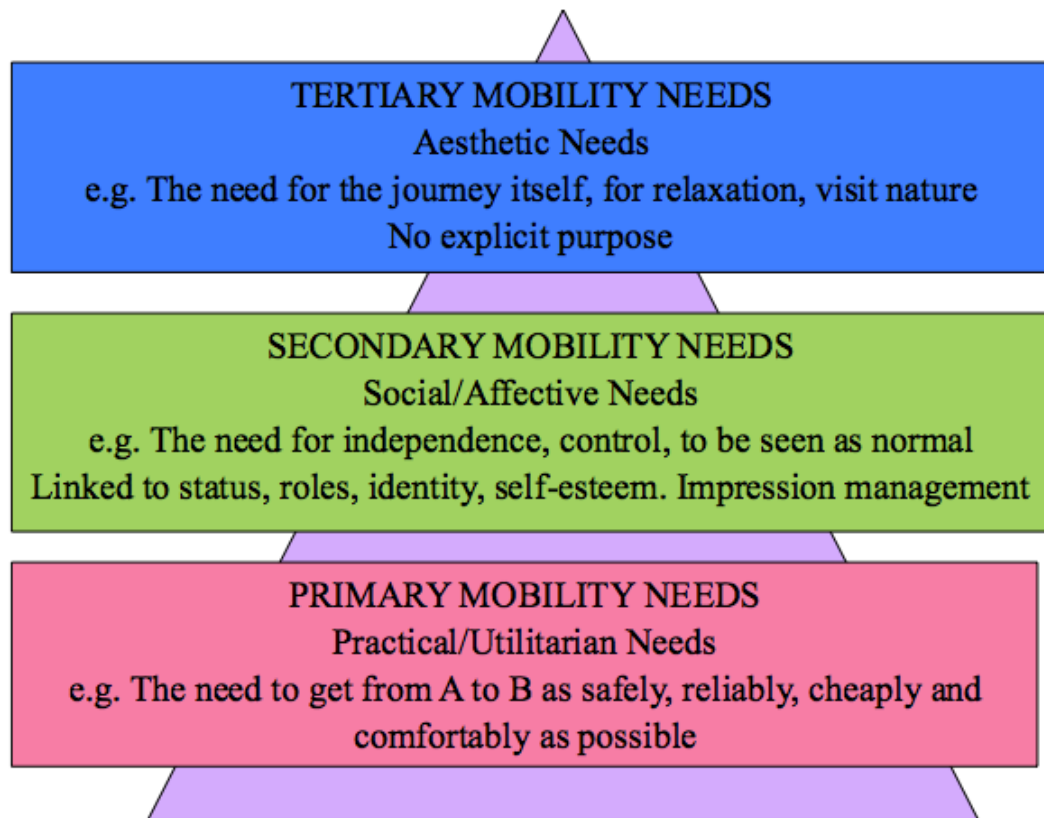 TERTIARY MOBILITY NEEDS
Aesthetic Needs
e.g. The need for the journey itself, for relaxation, visit nature
No explicit purpose
SECONDARY MOBILITY NEEDS
Social/Affective Needs
e.g. The need for independence, control, to be seen as normal
Linked to status, roles, identity, self-esteem. Impression management
PRIMARY MOBILITY NEEDS
Practical/Utilitarian Needs
e.g. The need to get from A to B as safely, reliably, cheaply and
comfortably as possible